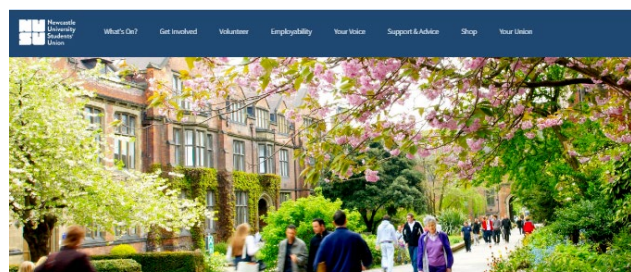 Newcastle
University
Students'
Union
NU
SU
What's On?
Get Involved
Volunteer
Employability
Your Voice
Support & Advice
Shop
Your Union